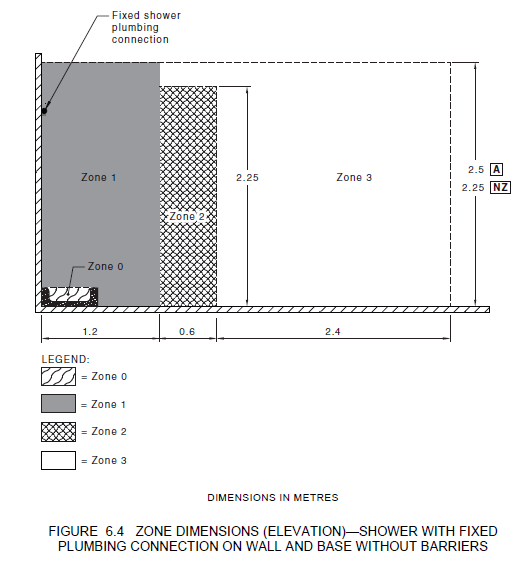 Fixed shower
plumbing
connection
Zone 1
2.25
Zone 3
2.5 A
2.25 NZ
Zone 2
Zone 0
1.2
0.6
2.4
LEGEND:
= Zone 0
= Zone 1
= Zone 2
= Zone 3
DIMENSIONS IN METRES
FIGURE 6.4 ZONE DIMENSIONS (ELEVATION)—SHOWER WITH FIXED
PLUMBING CONNECTION ON WALL AND BASE WITHOUT BARRIERS